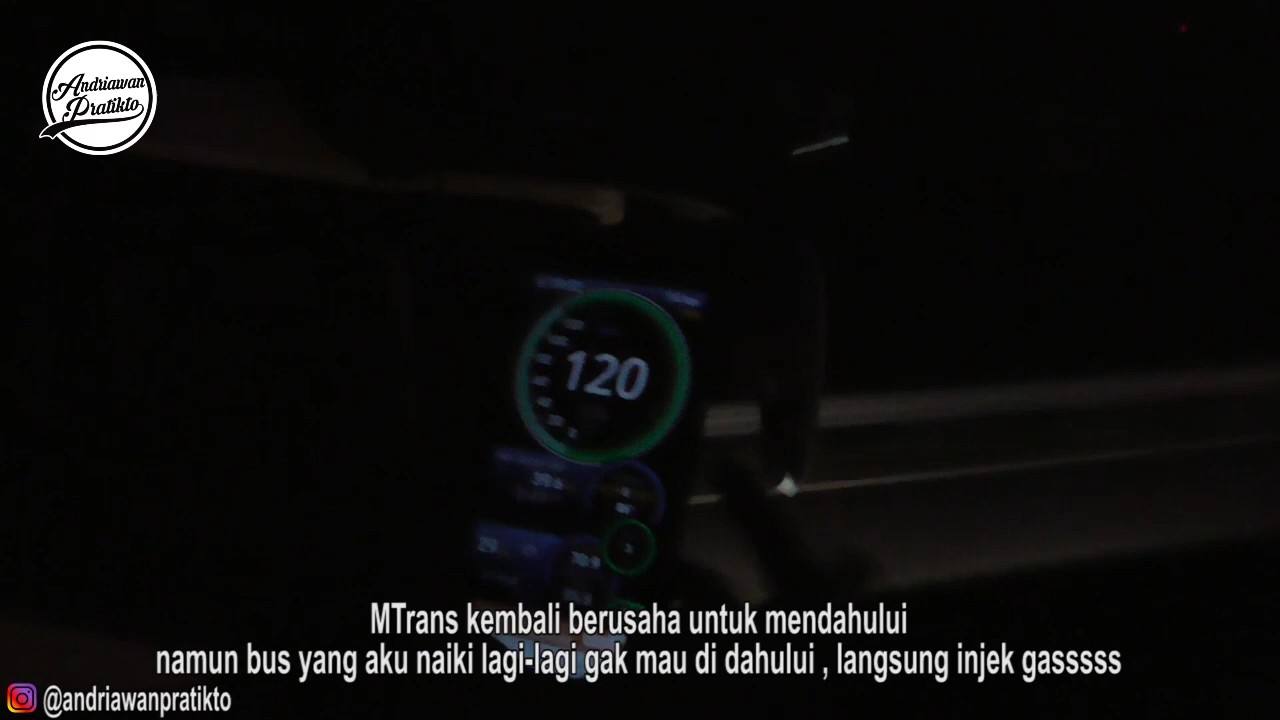 Andriawan
Pratikto
120
MTrans kembali berusaha untuk mendahului
namun bus yang aku naiki lagi-lagi gak mau di dahului , langsung injek gasssss
@andriawanpratikto